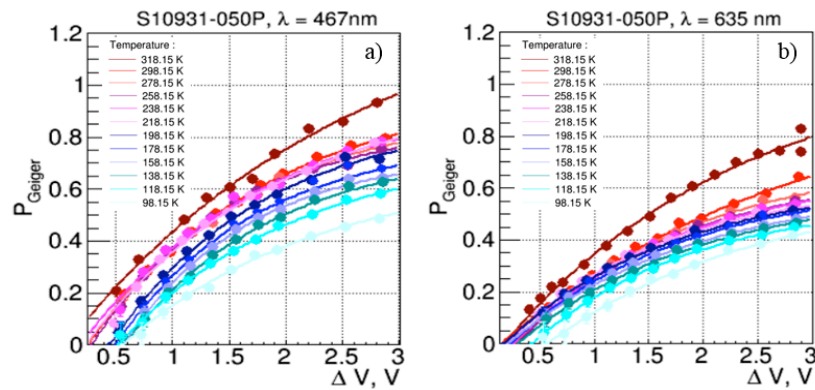 S10931-050P, λ = 467nm
a)
Temperature :
318.15 K
298.15 K
278.15 K
258.15 K
238.15 K
218.15 K
198.15 K
178.15 K
158.15 K
138.15 K
118.15 K
98.15 K
P_Geiger
1.2
1
0.8
0.6
0.4
0.2
0
0.5 1 1.5 2 2.5 3
Δ V, V
S10931-050P, λ = 635 nm
b)
Temperature :
318.15 K
298.15 K
278.15 K
258.15 K
238.15 K
218.15 K
198.15 K
178.15 K
158.15 K
138.15 K
118.15 K
98.15 K
P_Geiger
1.2
1
0.8
0.6
0.4
0.2
0
0.5 1 1.5 2 2.5 3
Δ V, V